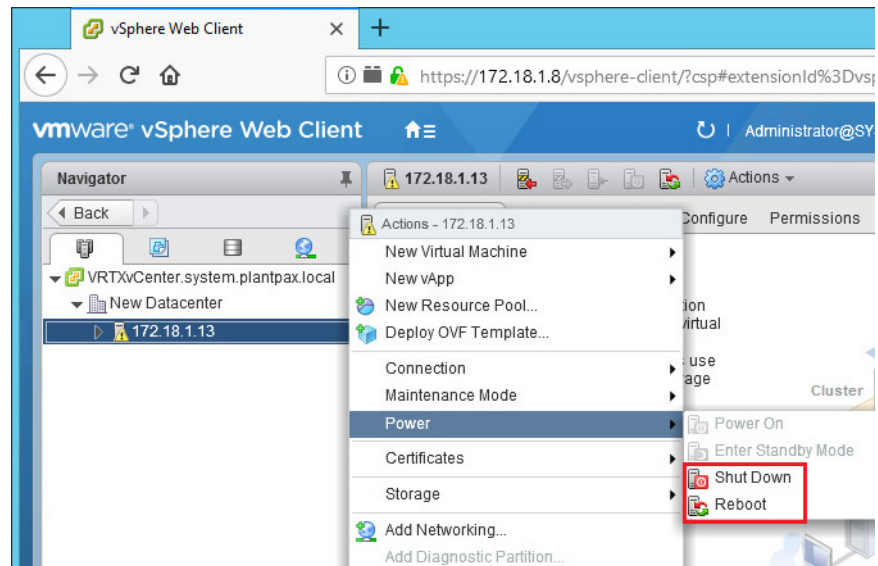 vSphere Web Client
https://172.18.1.8/vsphere-client/?csp#extensionId%3Dvsp
vmware® vSphere Web Client
Administrator@SY
Navigator
172.18.1.13
Actions
Back
Actions - 172.18.1.13
Configure
Permissions
New Virtual Machine
VRTXvCenter.system.plantpax.local
New vApp
New Datacenter
New Resource Pool...
tion
172.18.1.13
Deploy OVF Template...
virtual
Connection
use
Maintenance Mode
rage
Cluster
Power
Power On
Enter Standby Mode
Certificates
Shut Down
Storage
Reboot
Add Networking...
Add Diagnostic Partition...